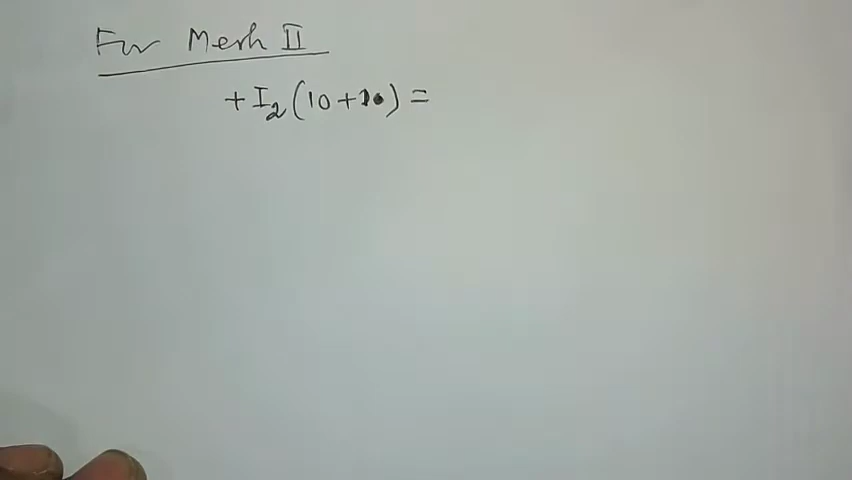 For Mesh II
+ I₂ (10 + 10) =